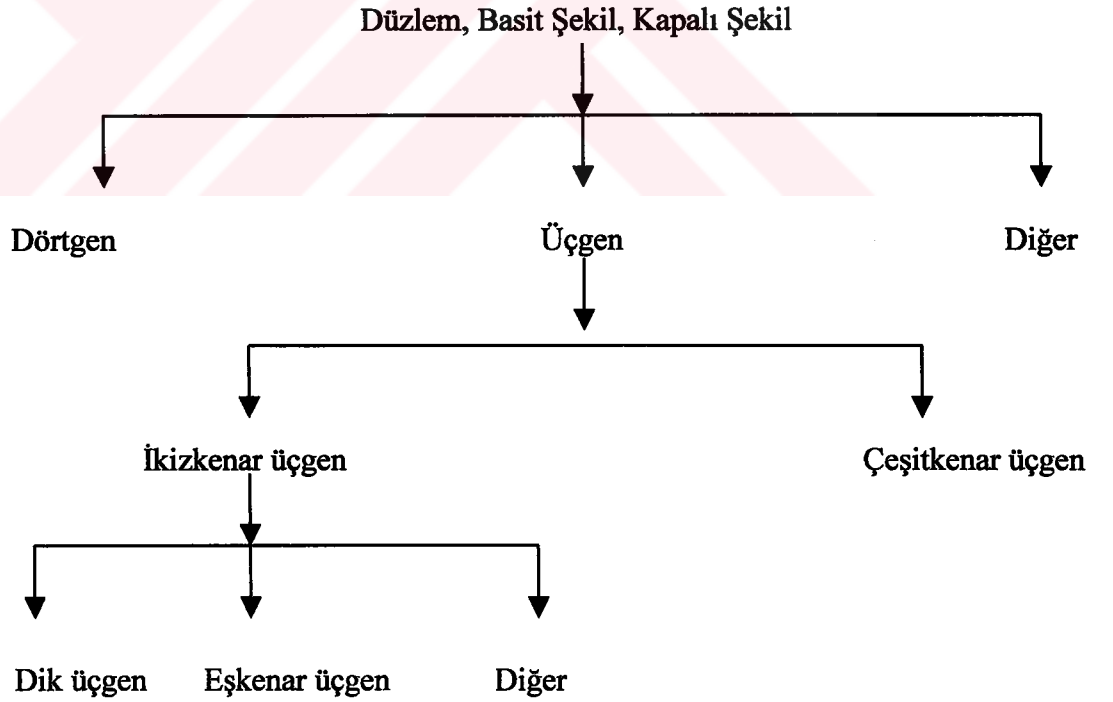 Düzlem, Basit Şekil, Kapalı Şekil
Dörtgen Üçgen Diğer
İkizkenar üçgen Çeşitkenar üçgen
Dik üçgen Eşkenar üçgen Diğer